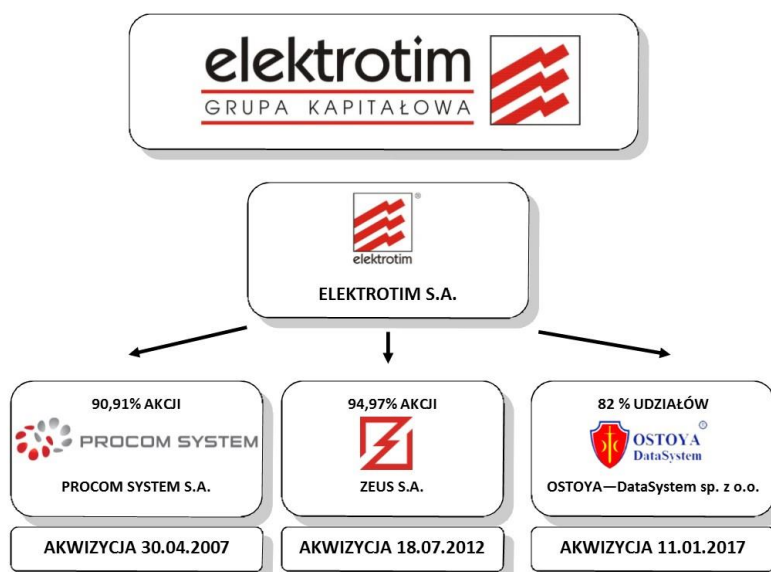 elektrotim
GRUPA KAPITAŁOWA
®
elektrotim
ELEKTROTIM S.A.
90,91% AKCJI
PROCOM SYSTEM
PROCOM SYSTEM S.A.
AKWIZYCJA 30.04.2007
94,97% AKCJI
ZEUS S.A.
AKWIZYCJA 18.07.2012
82 % UDZIAŁÓW
OSTOYA
DataSystem
OSTOYA—DataSystem sp. z o.o.
AKWIZYCJA 11.01.2017